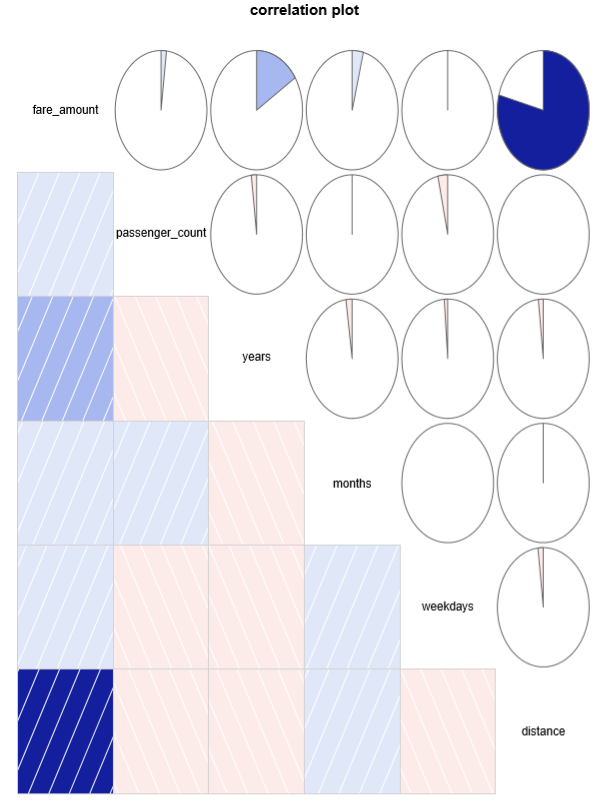 correlation plot
fare_amount
passenger_count
years
months
weekdays
distance